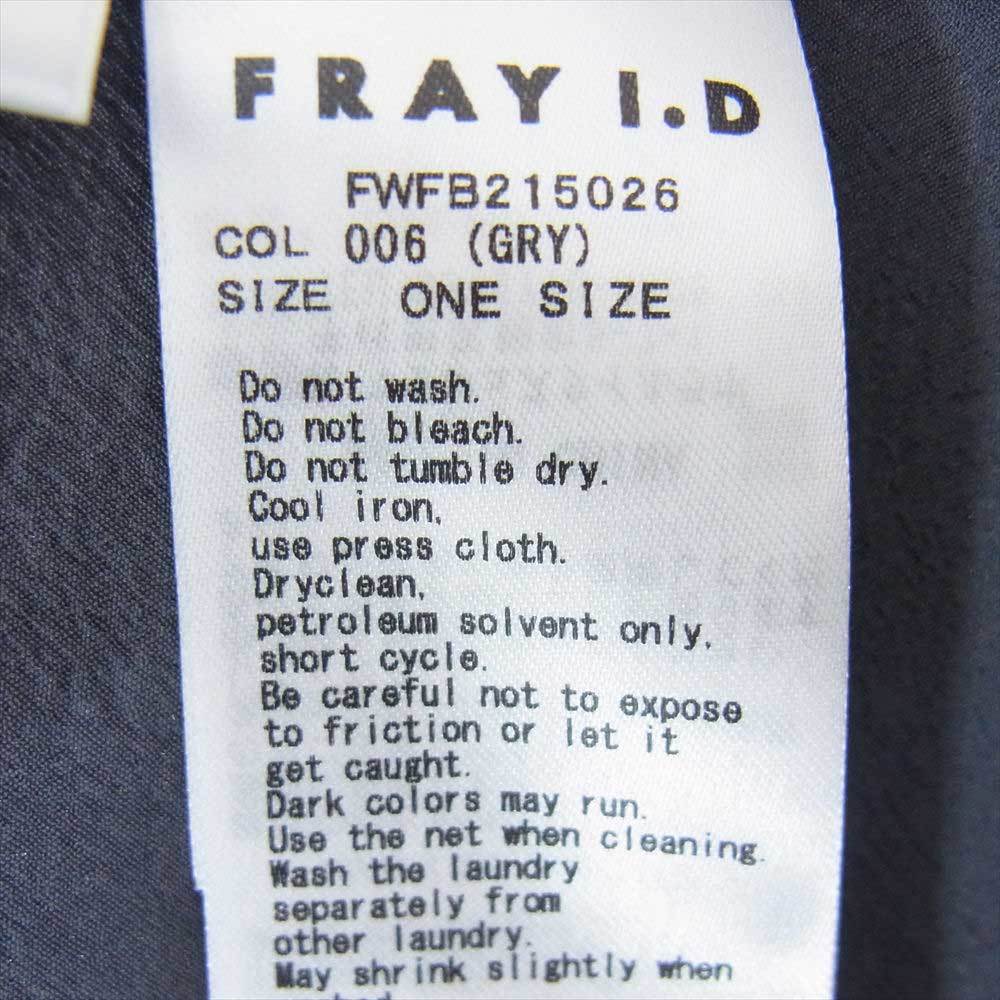 FRAY I.D
FWFB215026
COL 006 (GRY)
SIZE ONE SIZE
Do not wash.
Do not bleach.
Do not tumble dry.
Cool iron,
use press cloth.
Dryclean,
petroleum solvent only,
short cycle.
Be careful not to expose
to friction or let it
get caught.
Dark colors may run.
Use the net when cleaning.
Wash the laundry
separately from
other laundry.
May shrink slightly when